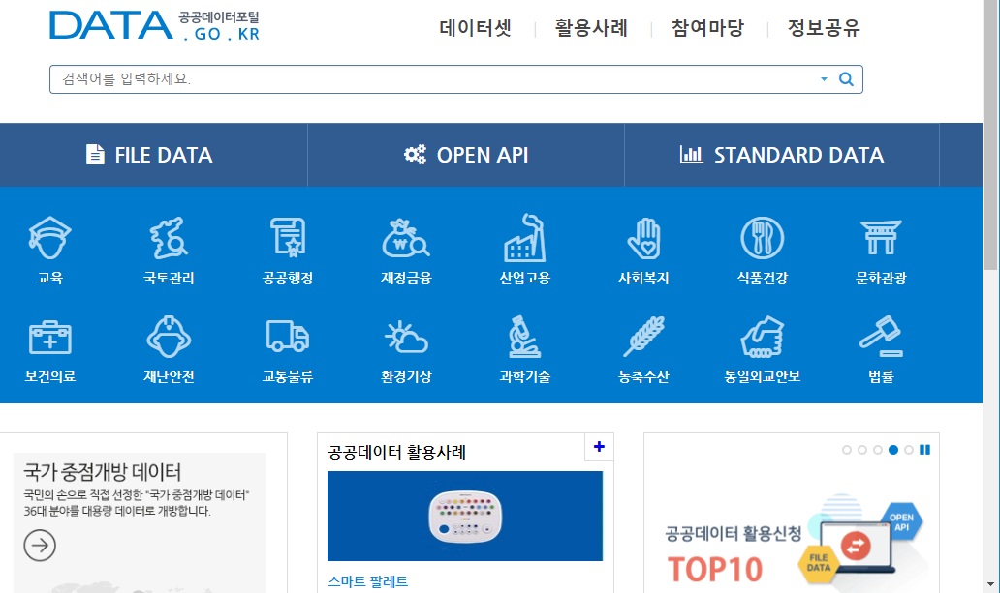 DATA 공공데이터포털
. GO . KR
데이터셋 | 활용사례 | 참여마당 | 정보공유
검색어를 입력하세요.
FILE DATA
OPEN API
STANDARD DATA
교육 국토관리 공공행정 재정금융 산업고용 사회복지 식품건강 문화관광
보건의료 재난안전 교통물류 환경기상 과학기술 농축수산 통일외교안보 법률
국가 중점개방 데이터
국민의 손으로 직접 선정한 "국가 중점개방 데이터"
36대 분야를 대용량 데이터로 개방합니다.
공공데이터 활용사례 +
스마트 팔레트
공공데이터 활용신청
TOP10
OPEN
API
FILE
DATA